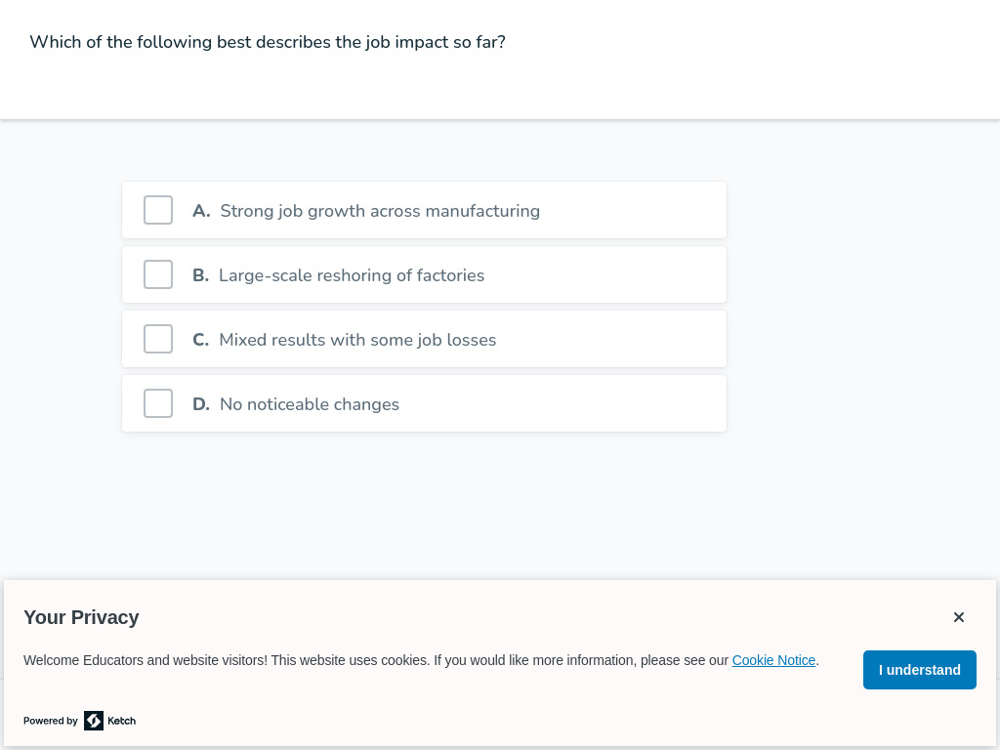 Which of the following best describes the job impact so far?
A. Strong job growth across manufacturing
B. Large-scale reshoring of factories
C. Mixed results with some job losses
D. No noticeable changes
Your Privacy
Welcome Educators and website visitors! This website uses cookies. If you would like more information, please see our Cookie Notice.
I understand
Powered by Ketch